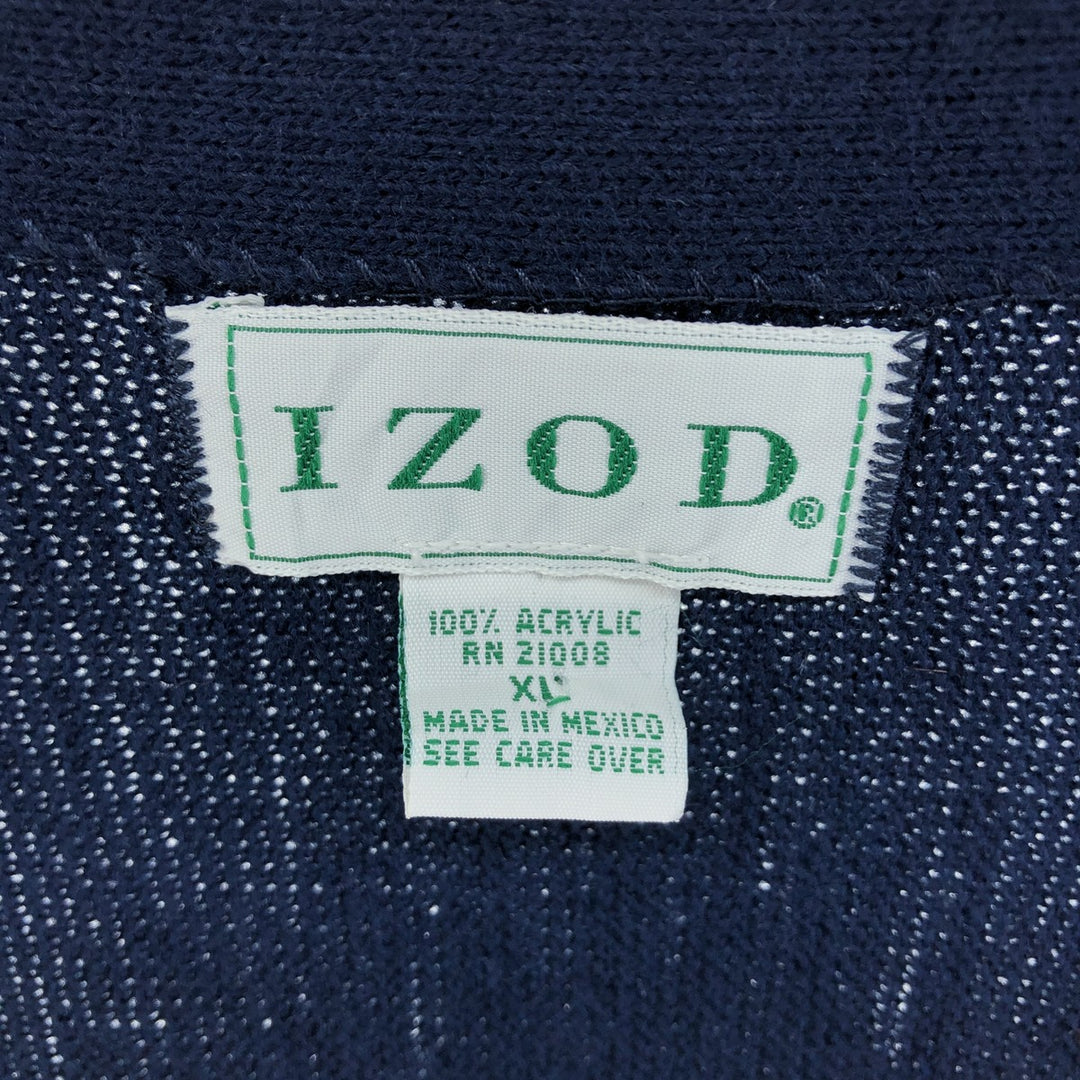 IZOD®
100% ACRYLIC
RN 21008
XL
MADE IN MEXICO
SEE CARE OVER